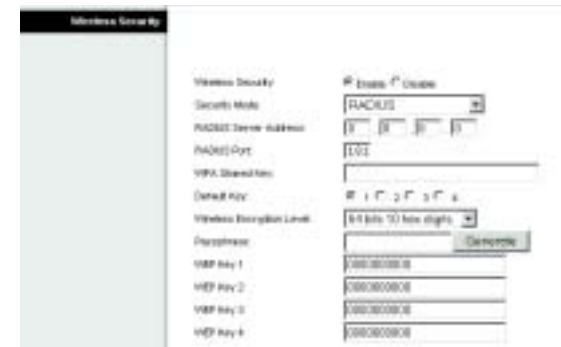 Wireless Security
Wireless Security Enable Disable
Security Mode RADIUS
RADIUS Server Address 0 0 0 0
RADIUS Port
WPA Shared Key
Default Key 1 2 3 4
Wireless Encryption Level 64 bits 10 hex digits
Passphrase Generate
WEP Key 1 0000000000
WEP Key 2 0000000000
WEP Key 3 0000000000
WEP Key 4 0000000000